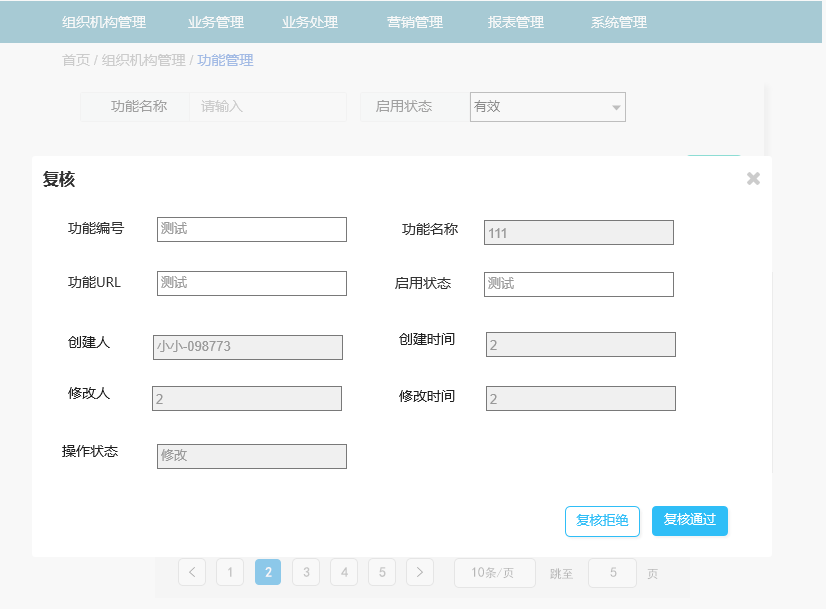 组织机构管理 业务管理 业务处理 营销管理 报表管理 系统管理
首页 / 组织机构管理 / 功能管理
功能名称 请输入 启用状态 有效
复核
功能编号 测试 功能名称 111
功能URL 测试 启用状态 测试
创建人 小小-098773 创建时间 2
修改人 2 修改时间 2
操作状态 修改
复核拒绝 复核通过
< 1 2 3 4 5 > 10条/页 跳至 5 页